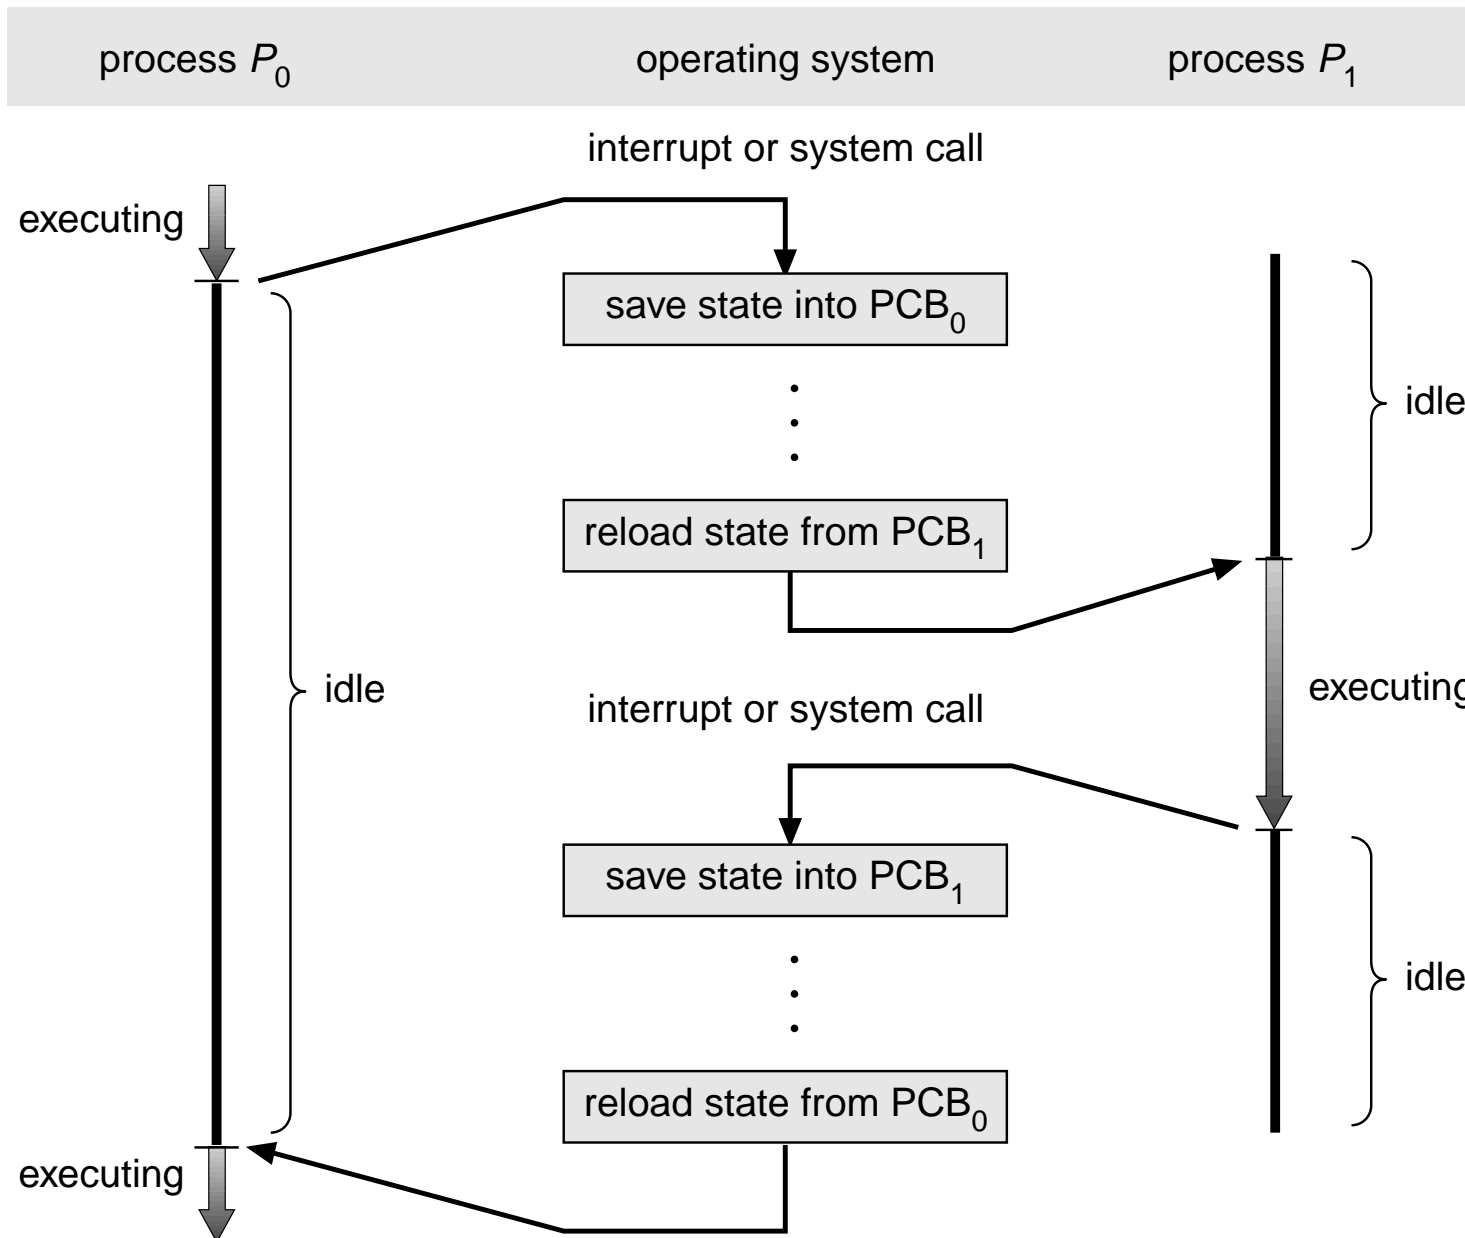 process P0 operating system process P1
interrupt or system call
executing
save state into PCB0
idle
reload state from PCB1
idle
executing
interrupt or system call
save state into PCB1
idle
reload state from PCB0
executing